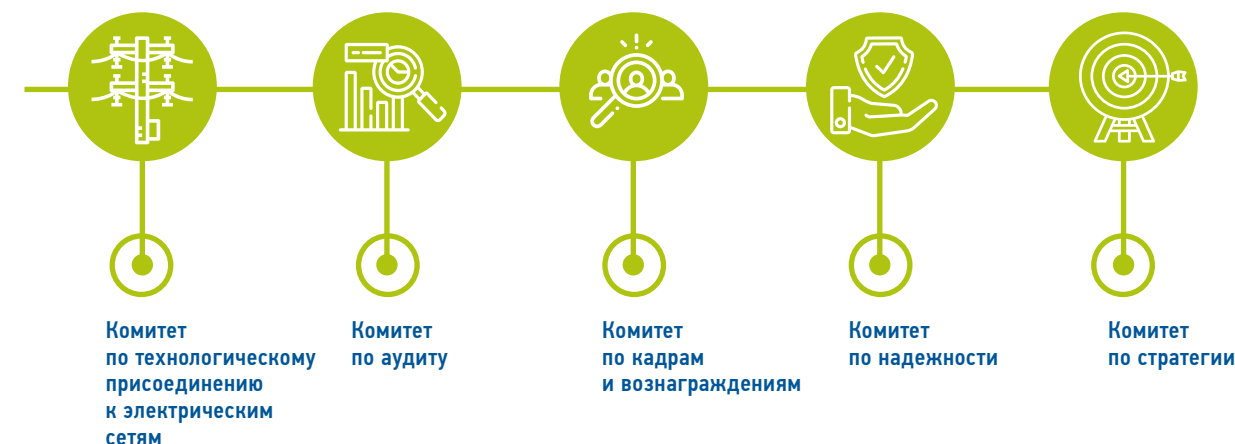 Комитет
по технологическому
присоединению
к электрическим
сетям
Комитет
по аудиту
Комитет
по кадрам
и вознаграждениям
Комитет
по надежности
Комитет
по стратегии